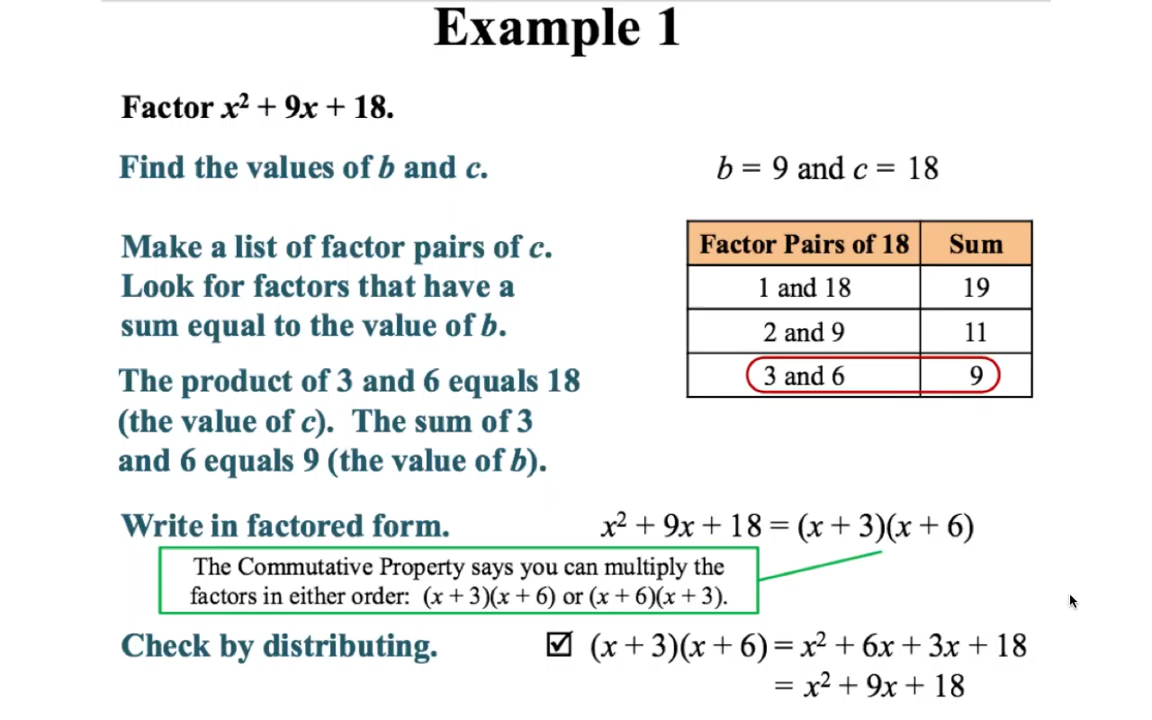 Example 1
Factor x² + 9x + 18.
Find the values of b and c.
b = 9 and c = 18
Make a list of factor pairs of c.
Look for factors that have a
sum equal to the value of b.
Factor Pairs of 18 Sum
1 and 18 19
2 and 9 11
3 and 6 9
The product of 3 and 6 equals 18
(the value of c). The sum of 3
and 6 equals 9 (the value of b).
Write in factored form.
x² + 9x + 18 = (x + 3)(x + 6)
The Commutative Property says you can multiply the
factors in either order: (x + 3)(x + 6) or (x + 6)(x + 3).
Check by distributing.
☑ (x + 3)(x + 6) = x² + 6x + 3x + 18
= x² + 9x + 18